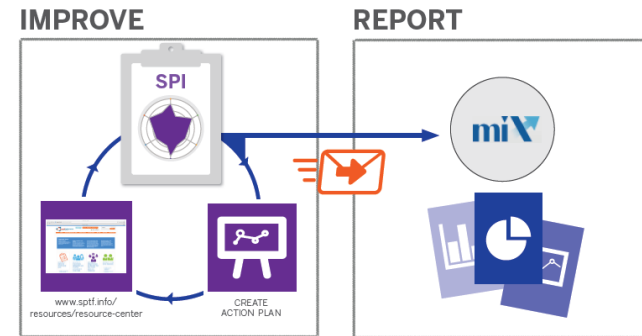 IMPROVE
REPORT
SPI
miX
www.sptf.info/
resources/resource-center
CREATE
ACTION PLAN